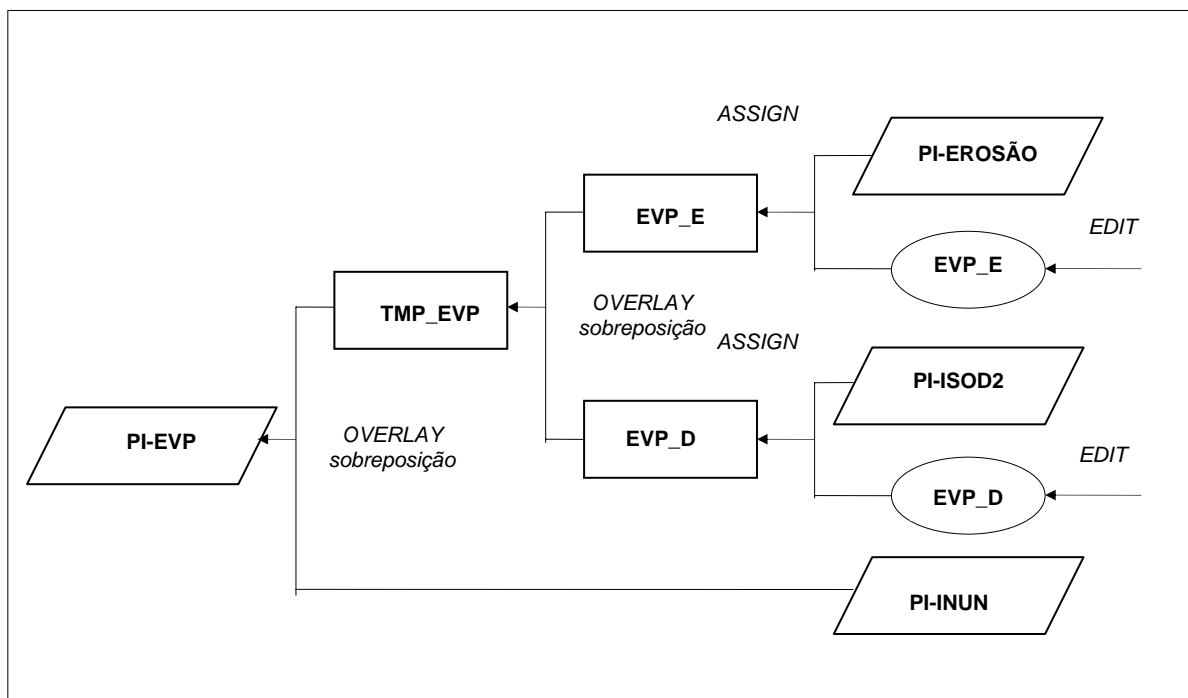 ASSIGN
PI-EROSÃO
EVP_E
EDIT
EVP_E
TMP_EVP
OVERLAY
sobreposição
ASSIGN
PI-ISOD2
PI-EVP
OVERLAY
sobreposição
EVP_D
EDIT
EVP_D
PI-INUN